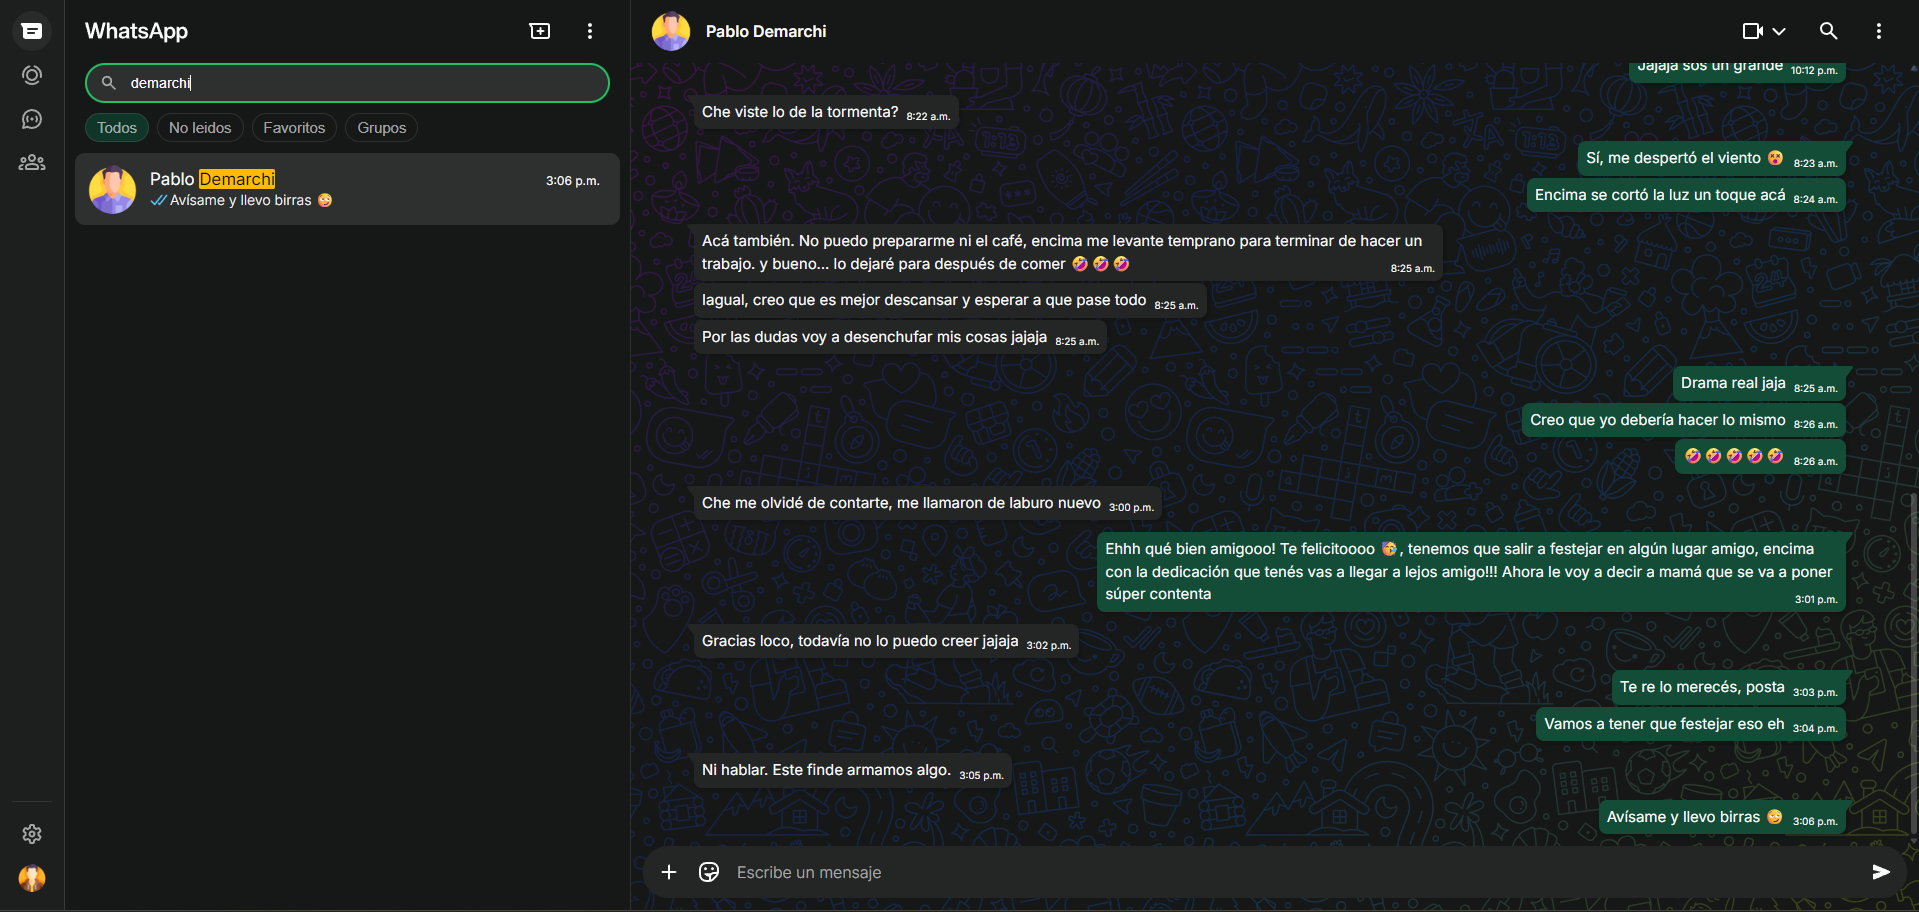 WhatsApp
demarchi
Todos
No leidos
Favoritos
Grupos
Pablo Demarchi
3:06 p.m.
Avísame y llevo birras 🤪
Pablo Demarchi
Jajaja sos un grande 10:12 p.m.
Che viste lo de la tormenta? 8:22 a.m.
Sí, me despertó el viento 😲 8:23 a.m.
Encima se cortó la luz un toque acá 8:24 a.m.
Acá también. No puedo prepararme ni el café, encima me levante temprano para terminar de hacer un
trabajo. y bueno... lo dejaré para después de comer 🤣🤣🤣 8:25 a.m.
Iagual, creo que es mejor descansar y esperar a que pase todo 8:25 a.m.
Por las dudas voy a desenchufar mis cosas jajaja 8:25 a.m.
Drama real jaja 8:25 a.m.
Creo que yo debería hacer lo mismo 8:26 a.m.
🤣🤣🤣🤣🤣 8:26 a.m.
Che me olvidé de contarte, me llamaron de laburo nuevo 3:00 p.m.
Ehhh qué bien amigooo! Te felicitoooo 🥳, tenemos que salir a festejar en algún lugar amigo, encima
con la dedicación que tenés vas a llegar a lejos amigo!!! Ahora le voy a decir a mamá que se va a poner
súper contenta 3:01 p.m.
Gracias loco, todavía no lo puedo creer jajaja 3:02 p.m.
Te re lo merecés, posta 3:03 p.m.
Vamos a tener que festejar eso eh 3:04 p.m.
Ni hablar. Este finde armamos algo. 3:05 p.m.
Avísame y llevo birras 🤪 3:06 p.m.
Escribe un mensaje